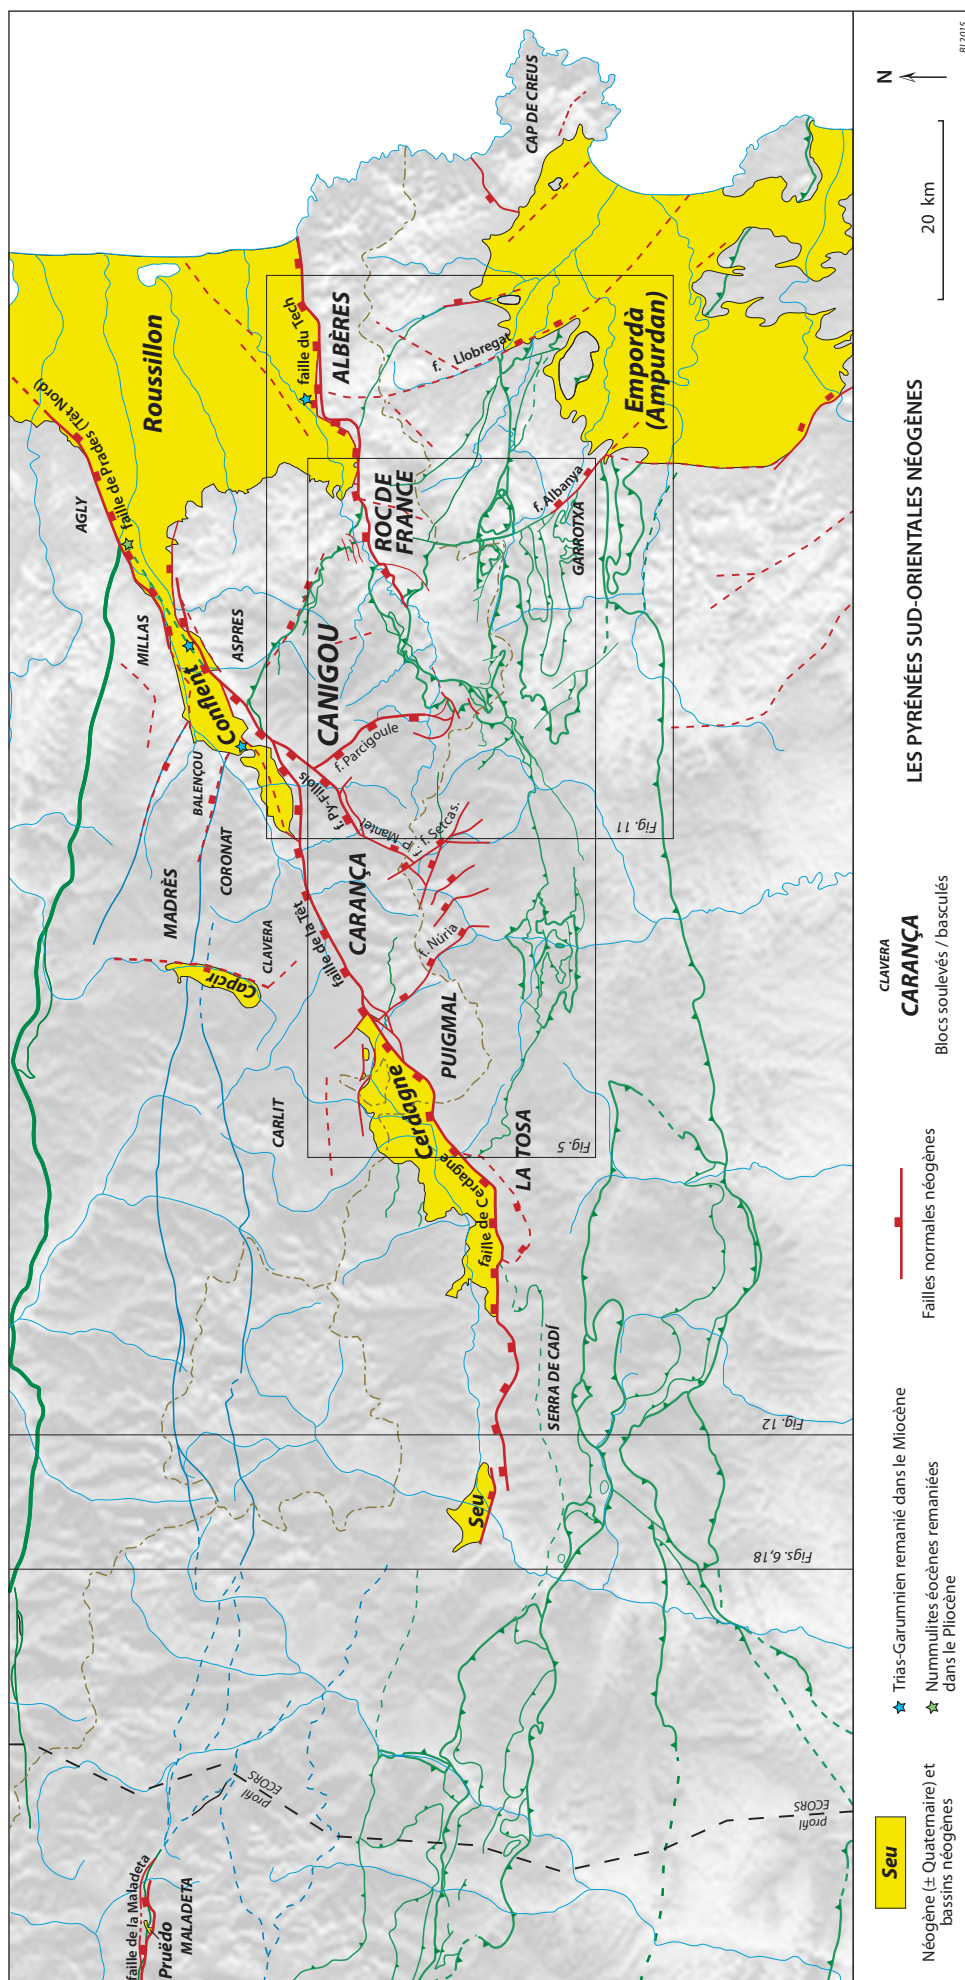 faille de la Maladeta
Pruëdo
MALADETA
profil
ECORS
profil
ECORS
Figs. 6,18
Fig. 12
Seu
SERRA DE CADÍ
faille de Cerdagne
LA TOSA
Cerdagne
CARLIT
PUIGMAL
Fig. 5
Capcir
CLAVERA
MADRÈS
CORONAT
BALENÇOU
faille de la Têt
CARANÇA
f. Núria
f. P. Mantet
f. Setcas.
f. Py-Fillols
f. Parcigoule
CANIGOU
Fig. 11
Conflent
MILLAS
ASPRES
AGLY
faille de Prades (Têt Nord)
Roussillon
faille du Tech
ALBÈRES
ROC DE
FRANCE
f. Llobregat
f. Albanya
GARROTXA
Empordà
(Ampurdan)
CAP DE CREUS
Seu
Néogène (± Quaternaire) et
bassins néogènes
Trias-Garumnien remanié dans le Miocène
Nummulites éocènes remaniées
dans le Pliocène
Failles normales néogènes
CLAVERA
CARANÇA
Blocs soulevés / basculés
LES PYRÉNÉES SUD-ORIENTALES NÉOGÈNES
20 km
N